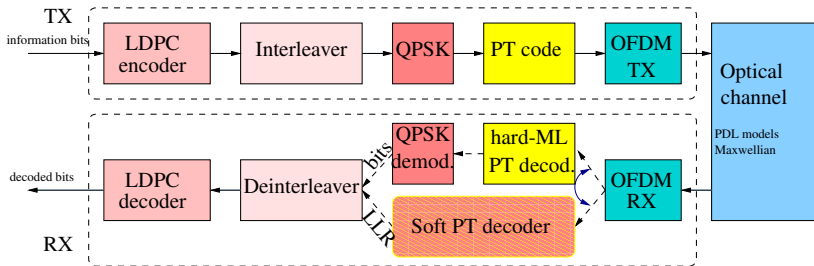 TX
information bits
LDPC
encoder
Interleaver
QPSK
PT code
OFDM
TX
Optical
channel
PDL models
Maxwellian
decoded bits
LDPC
decoder
Deinterleaver
bits
LLR
QPSK
demod.
hard-ML
PT decod.
Soft PT decoder
OFDM
RX
RX